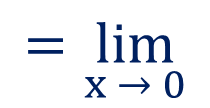 = lim
x → 0